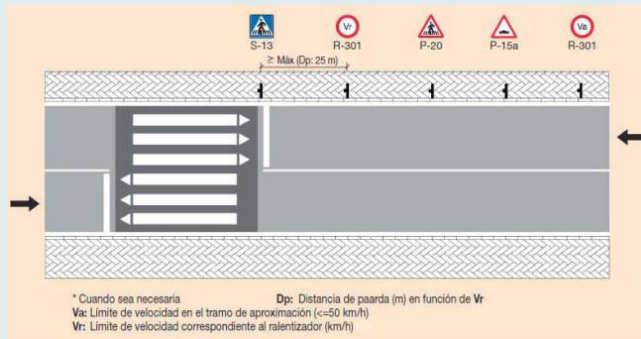 Vr
Va
S-13
R-301
P-20
P-15a
R-301
≥ Máx (Dp: 25 m)
* Cuando sea necesaria
Dp: Distancia de paarda (m) en función de Vr
Va: Límite de velocidad en el tramo de aproximación (<=50 km/h)
Vr: Límite de velocidad correspondiente al ralentizador (km/h)